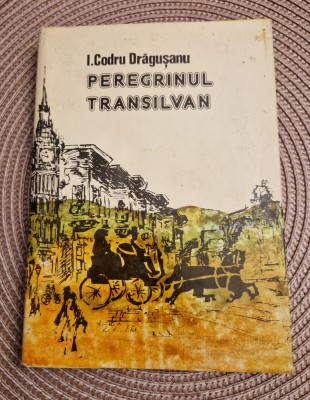 I.Codru Drăgușanu
PEREGRINUL
TRANSILVAN